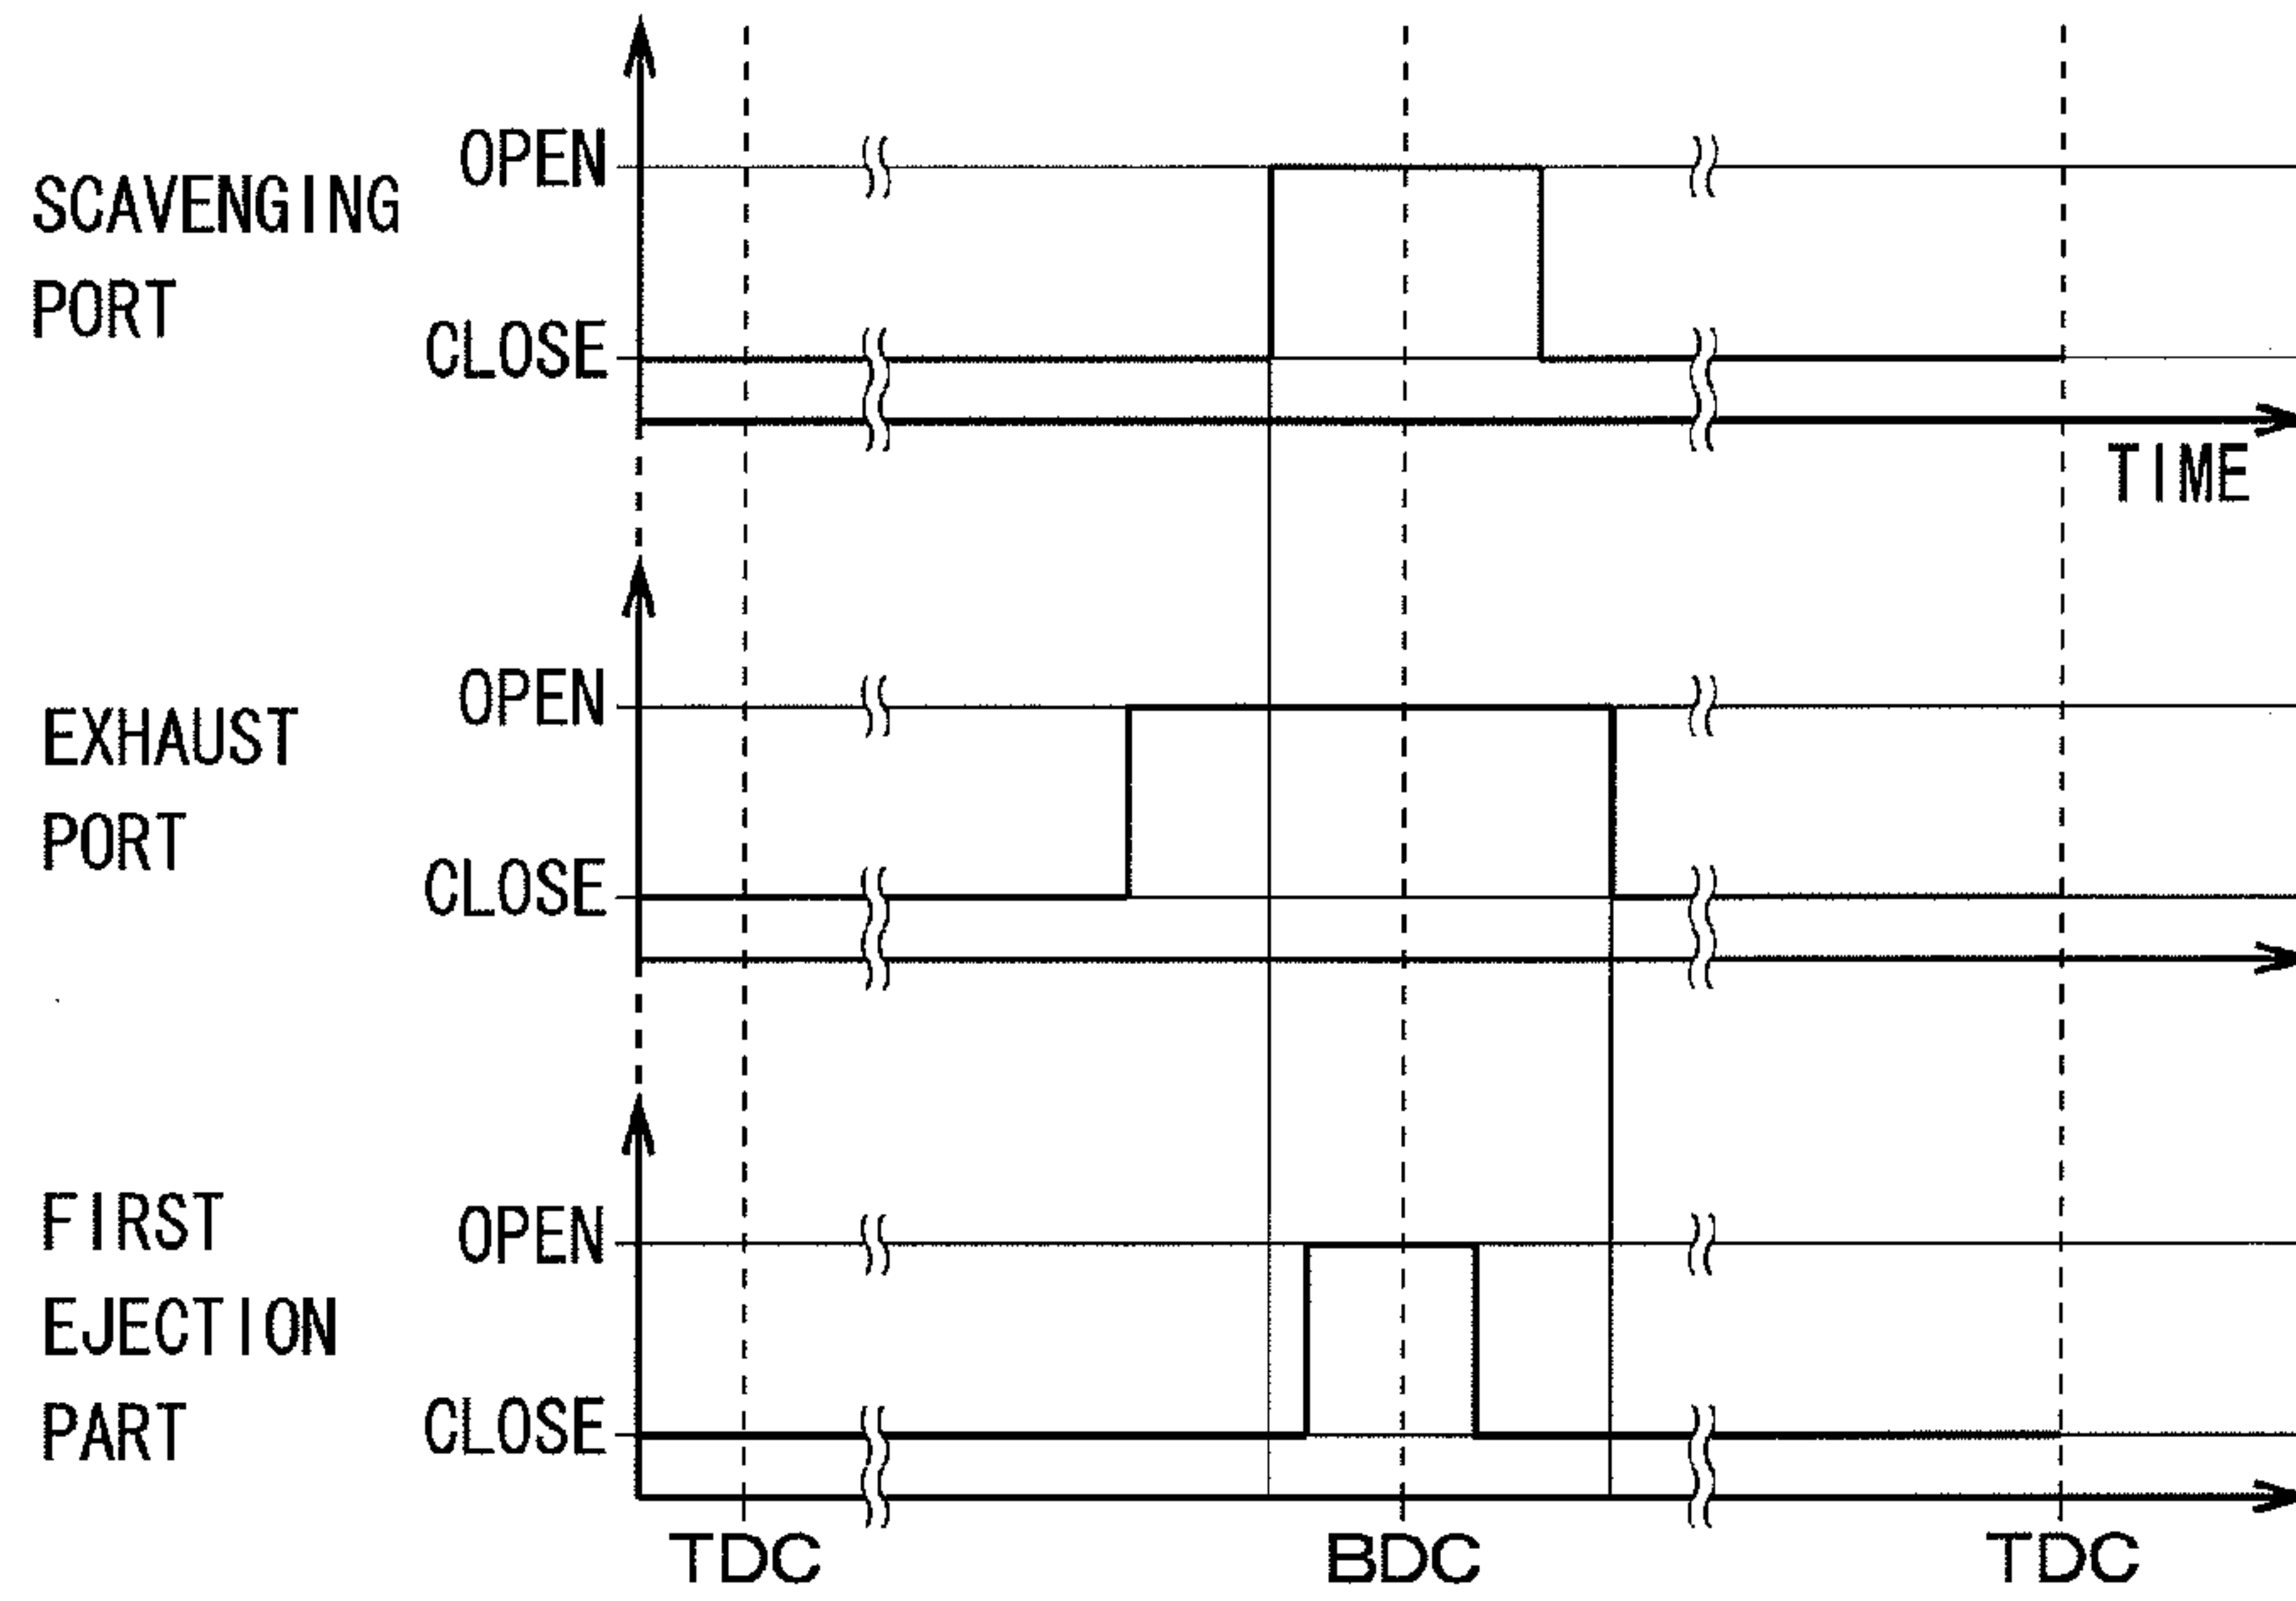 OPEN
SCAVENGING
PORT
CLOSE
TIME
OPEN
EXHAUST
PORT
CLOSE
FIRST
OPEN
EJECTION
PART
CLOSE
TDC
BDC
TDC